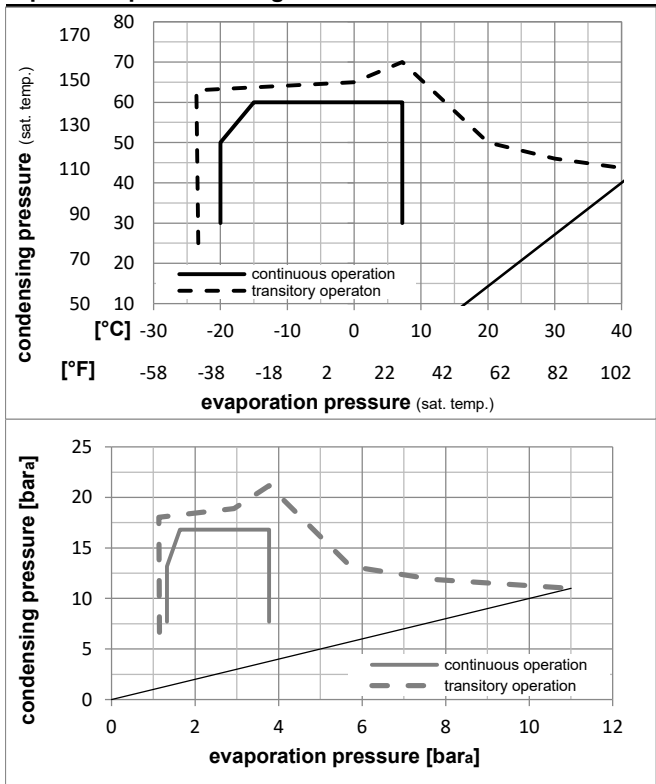 170 80
150 70
60
130 50
110 40
90 30
70 20
50 10
condensing pressure (sat. temp.)
continuous operation
transitory operaton
[°C] -30 -20 -10 0 10 20 30 40
[°F] -58 -38 -18 2 22 42 62 82 102
evaporation pressure (sat. temp.)
25
20
15
10
5
0
condensing pressure [bara]
continuous operation
transitory operation
0 2 4 6 8 10 12
evaporation pressure [bara]